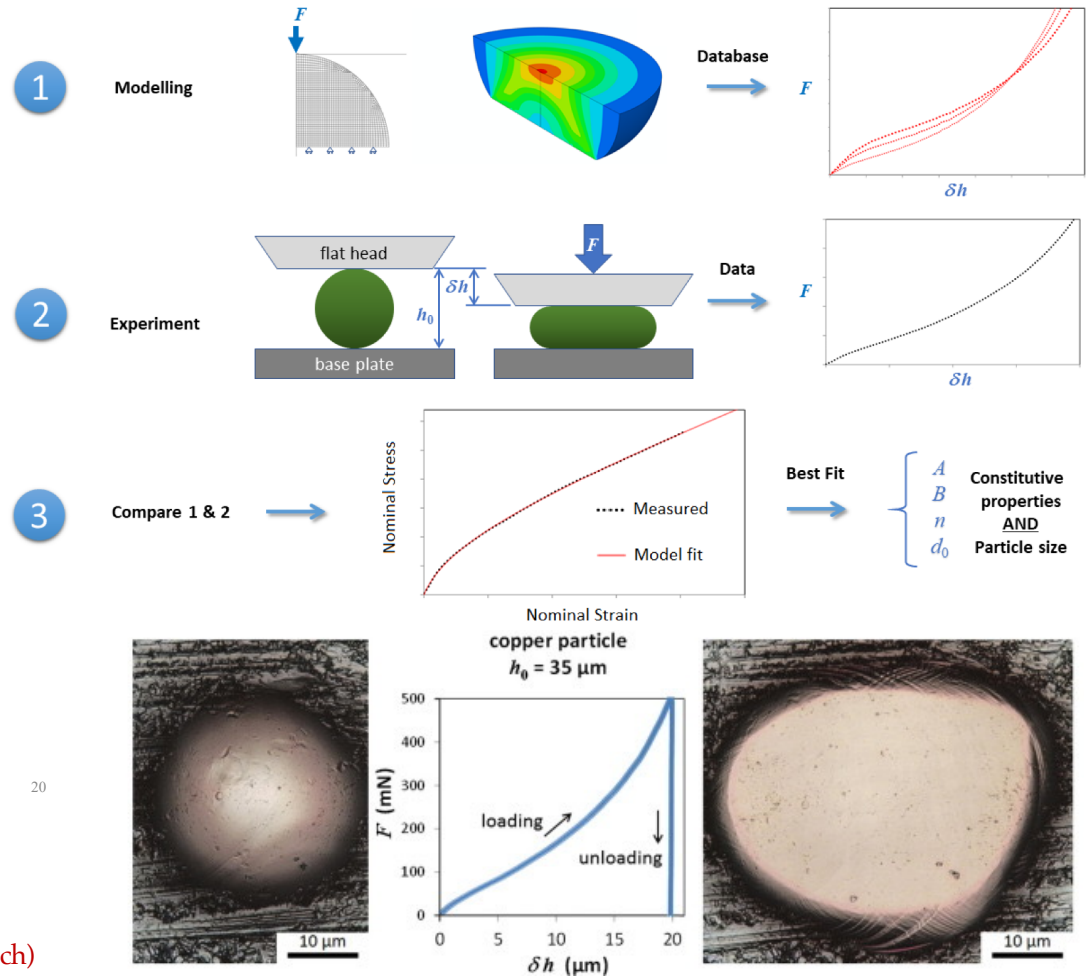 1
Modelling
F
Database
F
δh
2
Experiment
flat head
base plate
h₀
δh
F
Data
F
δh
3
Compare 1 & 2
Nominal Stress
Measured
Model fit
Nominal Strain
Best Fit
A
B
n
d₀
Constitutive
properties
AND
Particle size
copper particle
h₀ = 35 µm
10 µm
F (mN)
500
400
300
200
100
0
loading
unloading
0 5 10 15 20
δh (µm)
10 µm
20
ch)